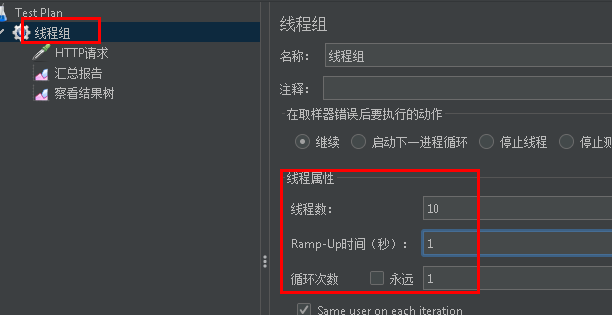 Test Plan
线程组
HTTP请求
汇总报告
察看结果树
线程组
名称： 线程组
注释：
在取样器错误后要执行的动作
继续 启动下一进程循环 停止线程 停止测
线程属性
线程数： 10
Ramp-Up时间（秒）： 1
循环次数 永远 1
Same user on each iteration